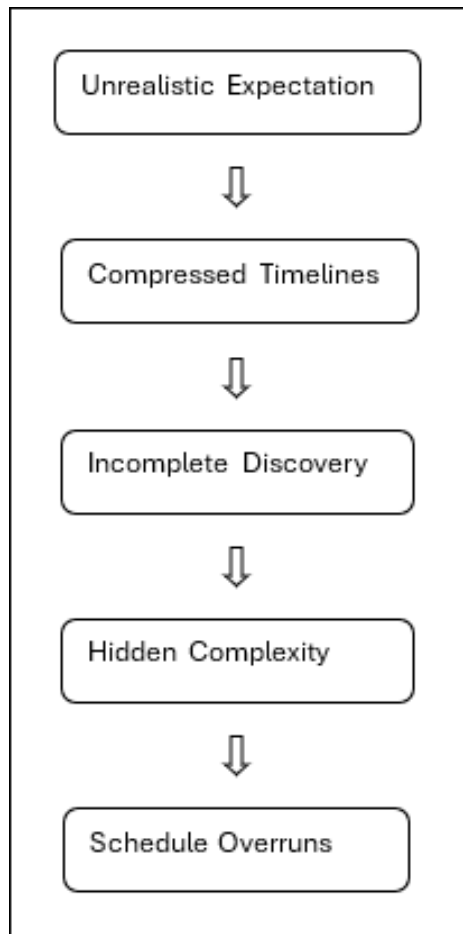 Unrealistic Expectation
Compressed Timelines
Incomplete Discovery
Hidden Complexity
Schedule Overruns